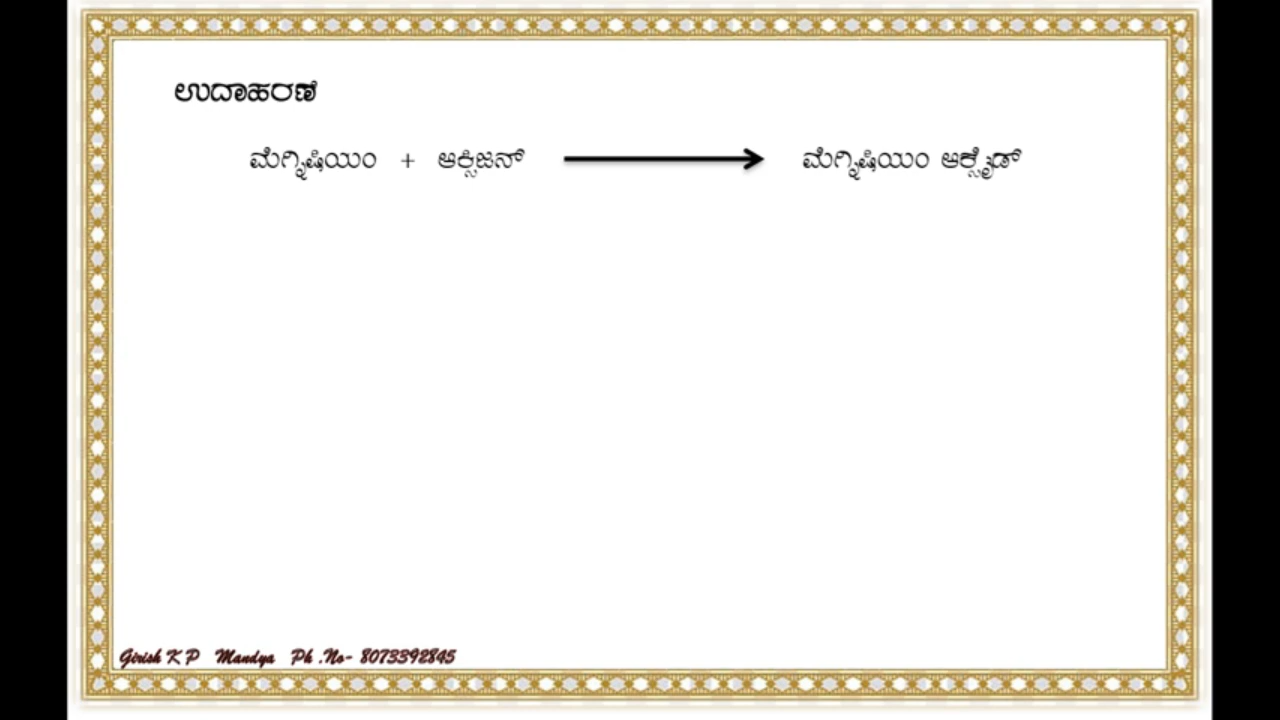 ಉದಾಹರಣೆ
ಮೆಗ್ನಿಷಿಯಂ + ಆಕ್ಸಿಜನ್ ⟶ ಮೆಗ್ನಿಷಿಯಂ ಆಕ್ಸೈಡ್
Girish K P Mandya Ph .No- 8073392845